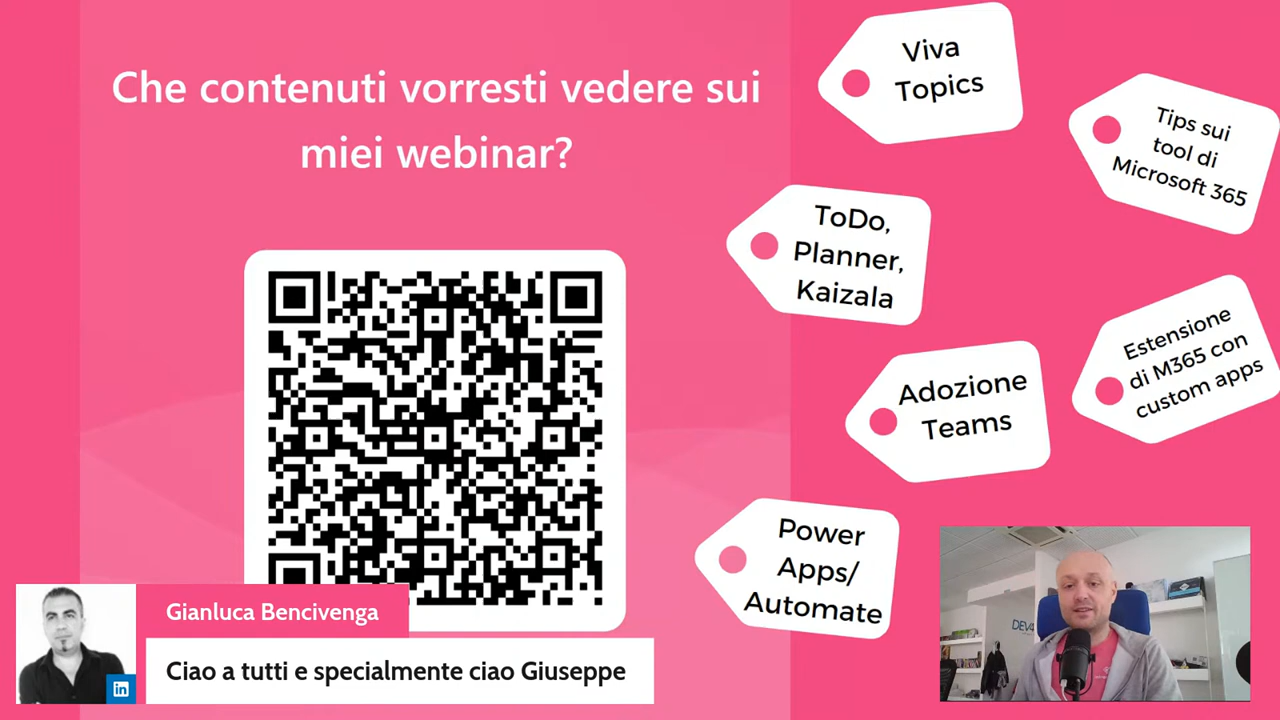 Che contenuti vorresti vedere sui
miei webinar?
Viva
Topics
Tips sui
tool di
Microsoft 365
ToDo,
Planner,
Kaizala
Estensione
di M365 con
custom apps
Adozione
Teams
Power
Apps/
Automate
Gianluca Bencivenga
Ciao a tutti e specialmente ciao Giuseppe
in